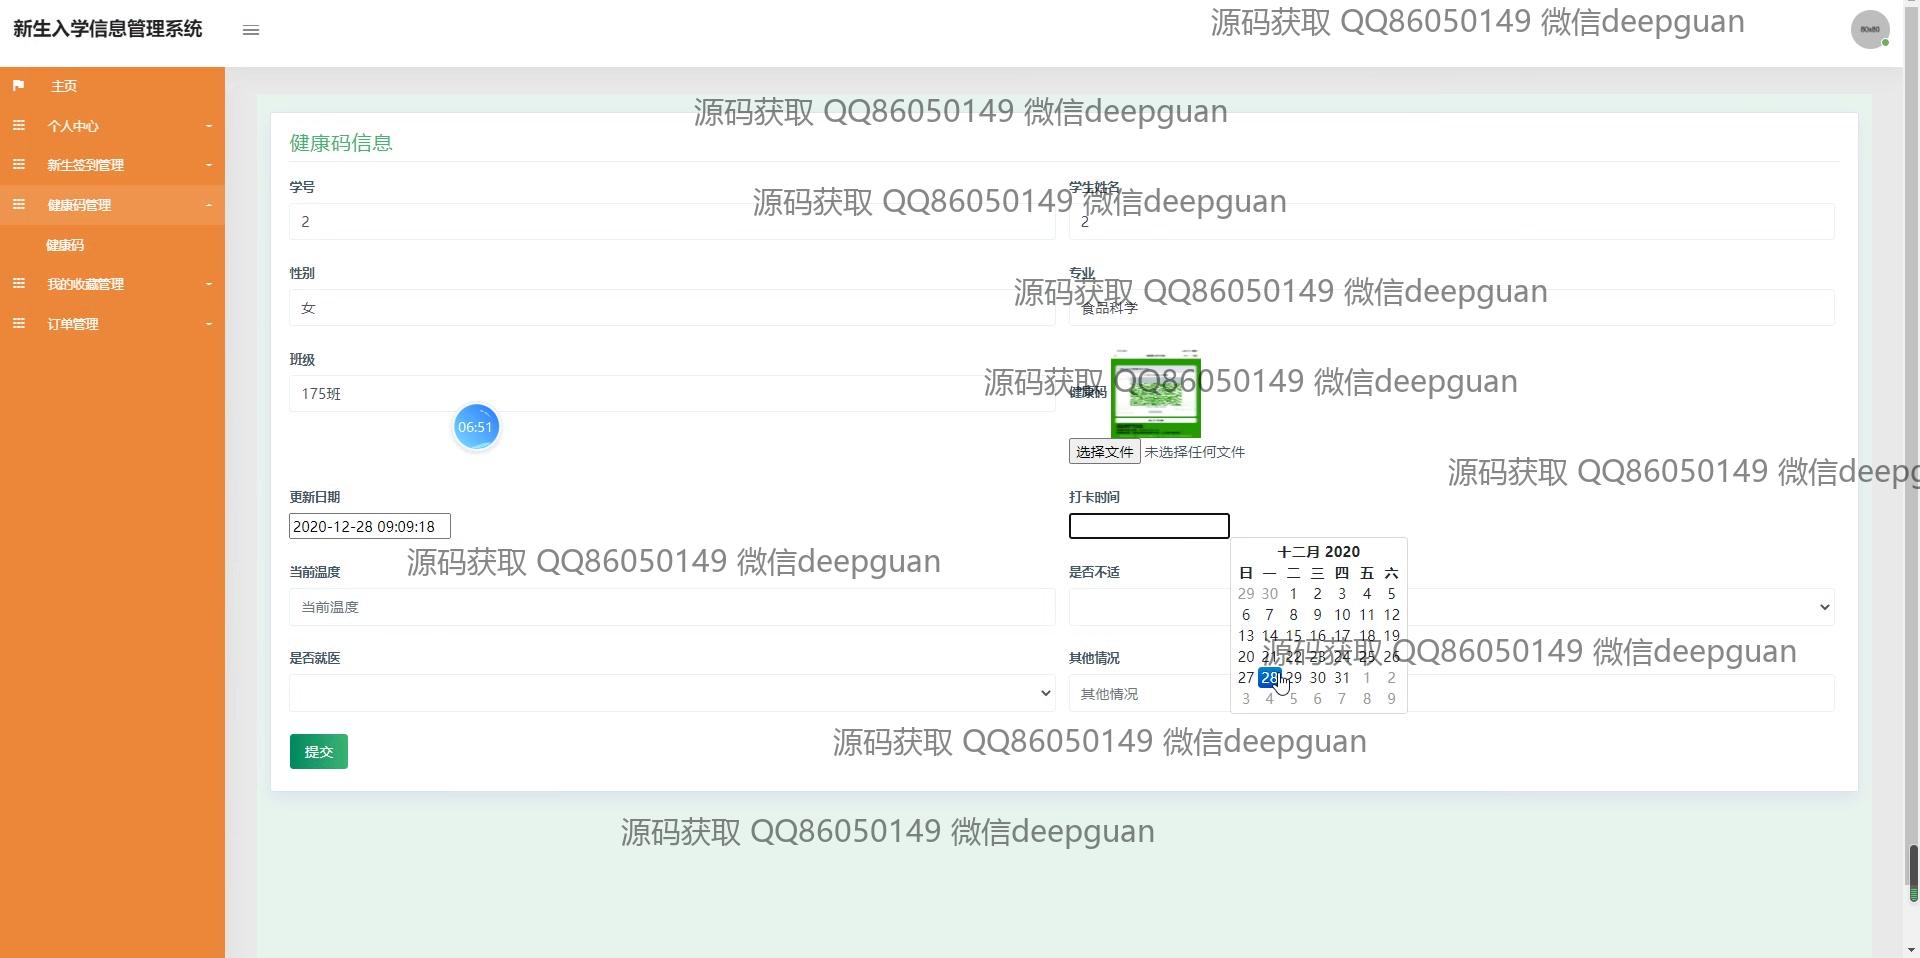 新生入学信息管理系统
源码获取 QQ86050149 微信deepguan
主页
个人中心
新生签到管理
健康码管理
健康码
我的收藏管理
订单管理
源码获取 QQ86050149 微信deepguan
健康码信息
学号
学生姓名
源码获取 QQ86050149 微信deepguan
2
2
性别
专业
源码获取 QQ86050149 微信deepguan
女
食品科学
班级
源码获取 QQ86050149 微信deepguan
健康码
175班
06:51
选择文件 未选择任何文件
源码获取 QQ86050149 微信deepg
更新日期
打卡时间
2020-12-28 09:09:18
源码获取 QQ86050149 微信deepguan
十二月 2020
日 一 二 三 四 五 六
29 30 1 2 3 4 5
6 7 8 9 10 11 12
13 14 15 16 17 18 19
20 21 22 23 24 25 26
27 28 29 30 31 1 2
3 4 5 6 7 8 9
当前温度
是否不适
当前温度
源码获取 QQ86050149 微信deepguan
是否就医
其他情况
其他情况
提交
源码获取 QQ86050149 微信deepguan
源码获取 QQ86050149 微信deepguan